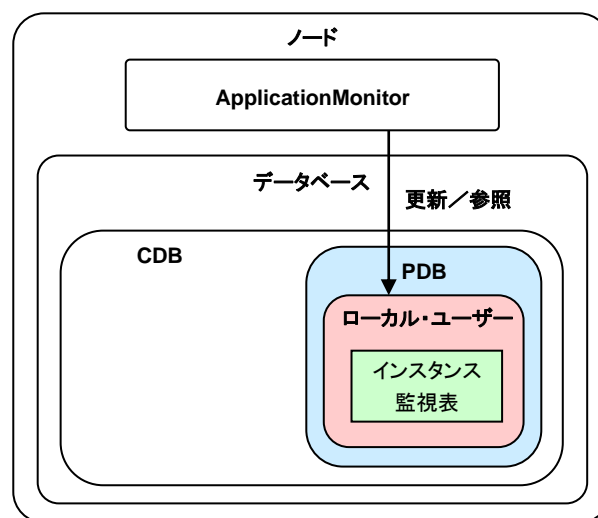 ノード
ApplicationMonitor
データベース
更新／参照
CDB
PDB
ローカル・ユーザー
インスタンス
監視表